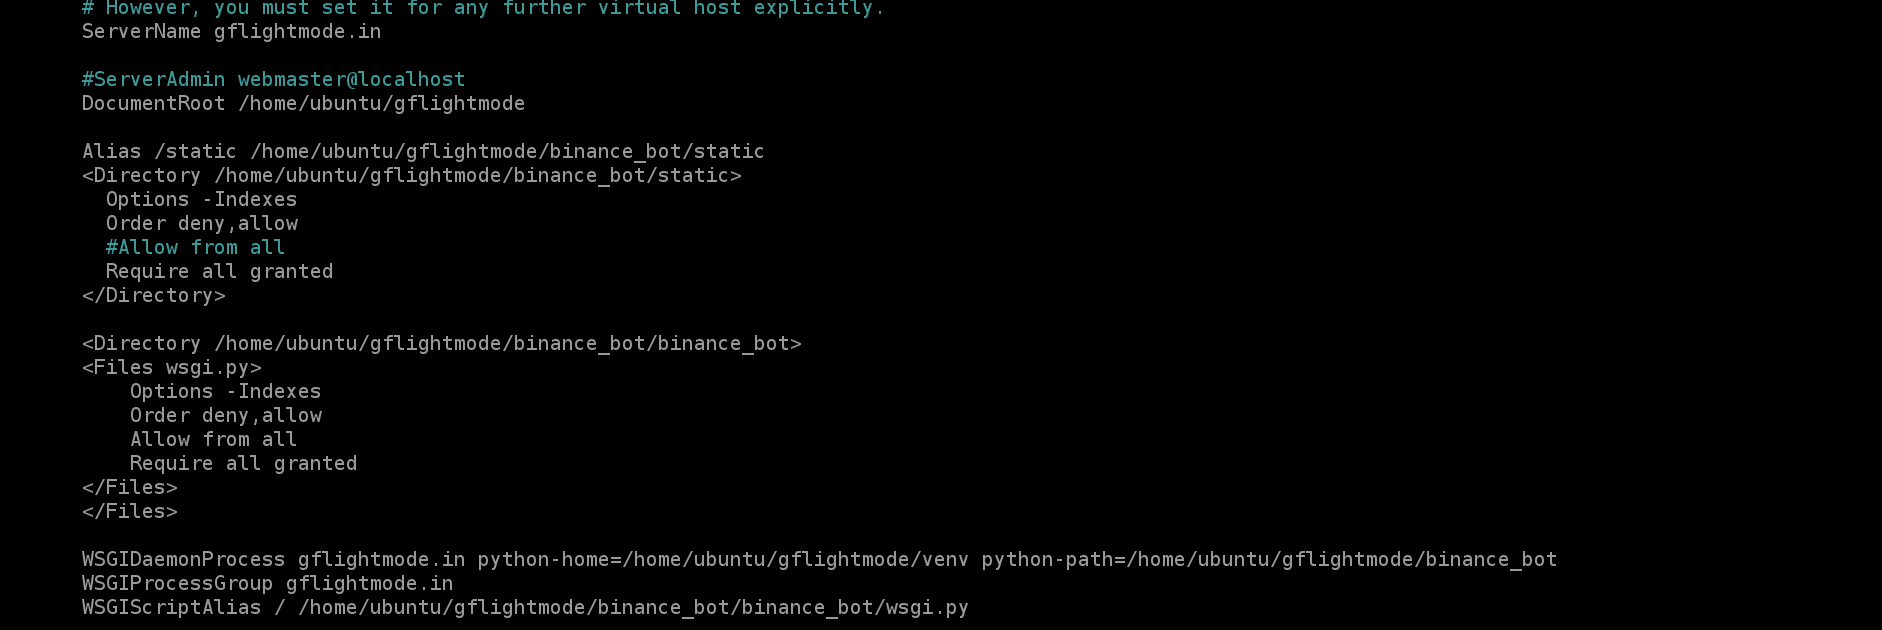 # However, you must set it for any further virtual host explicitly.
ServerName gflightmode.in
#ServerAdmin webmaster@localhost
DocumentRoot /home/ubuntu/gflightmode
Alias /static /home/ubuntu/gflightmode/binance_bot/static
<Directory /home/ubuntu/gflightmode/binance_bot/static>
Options -Indexes
Order deny,allow
#Allow from all
Require all granted
</Directory>
<Directory /home/ubuntu/gflightmode/binance_bot/binance_bot>
<Files wsgi.py>
Options -Indexes
Order deny,allow
Allow from all
Require all granted
</Files>
</Files>
WSGIDaemonProcess gflightmode.in python-home=/home/ubuntu/gflightmode/venv python-path=/home/ubuntu/gflightmode/binance_bot
WSGIProcessGroup gflightmode.in
WSGIScriptAlias / /home/ubuntu/gflightmode/binance_bot/binance_bot/wsgi.py